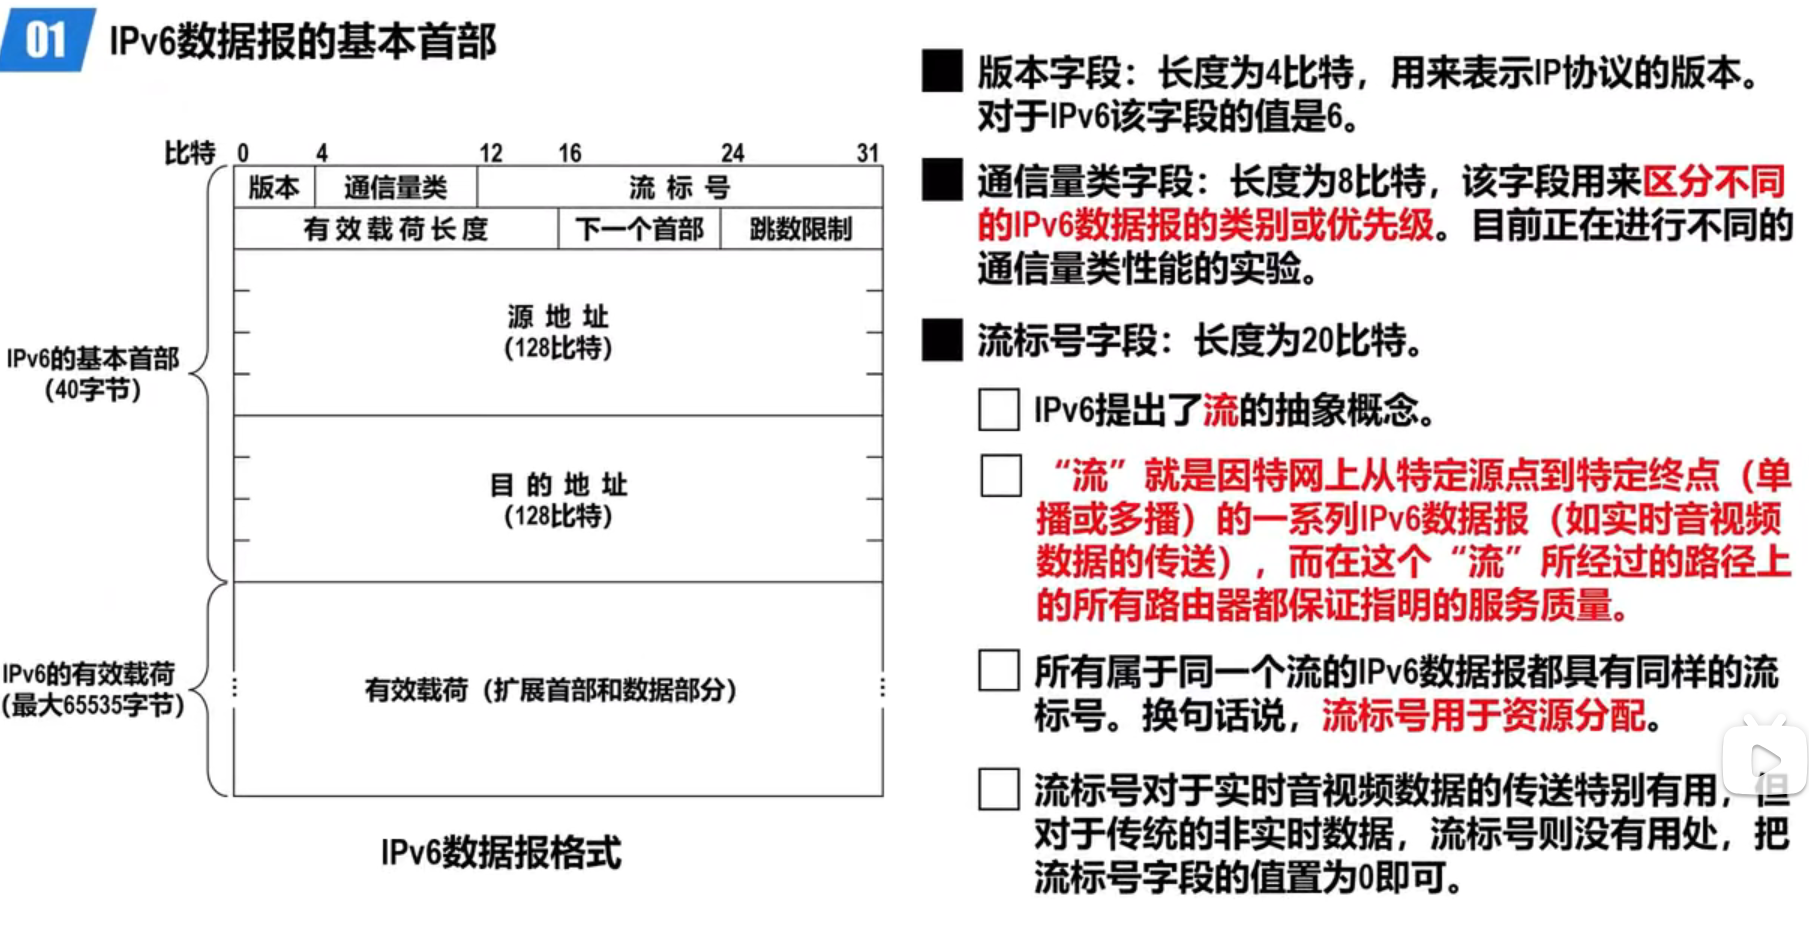 01 IPv6数据报的基本首部
比特 0 4 12 16 24 31
版本 通信量类 流标号
有效载荷长度 下一个首部 跳数限制
源地址
（128比特）
目的地址
（128比特）
IPv6的基本首部
（40字节）
有效载荷（扩展首部和数据部分）
IPv6的有效载荷
（最大65535字节）
IPv6数据报格式
版本字段：长度为4比特，用来表示IP协议的版本。
对于IPv6该字段的值是6。
通信量类字段：长度为8比特，该字段用来区分不同
的IPv6数据报的类别或优先级。目前正在进行不同的
通信量类性能的实验。
流标号字段：长度为20比特。
IPv6提出了流的抽象概念。
“流”就是因特网上从特定源点到特定终点（单
播或多播）的一系列IPv6数据报（如实时音视频
数据的传送），而在这个“流”所经过的路径上
的所有路由器都保证指明的服务质量。
所有属于同一个流的IPv6数据报都具有同样的流
标号。换句话说，流标号用于资源分配。
流标号对于实时音视频数据的传送特别有用，但
对于传统的非实时数据，流标号则没有用处，把
流标号字段的值置为0即可。